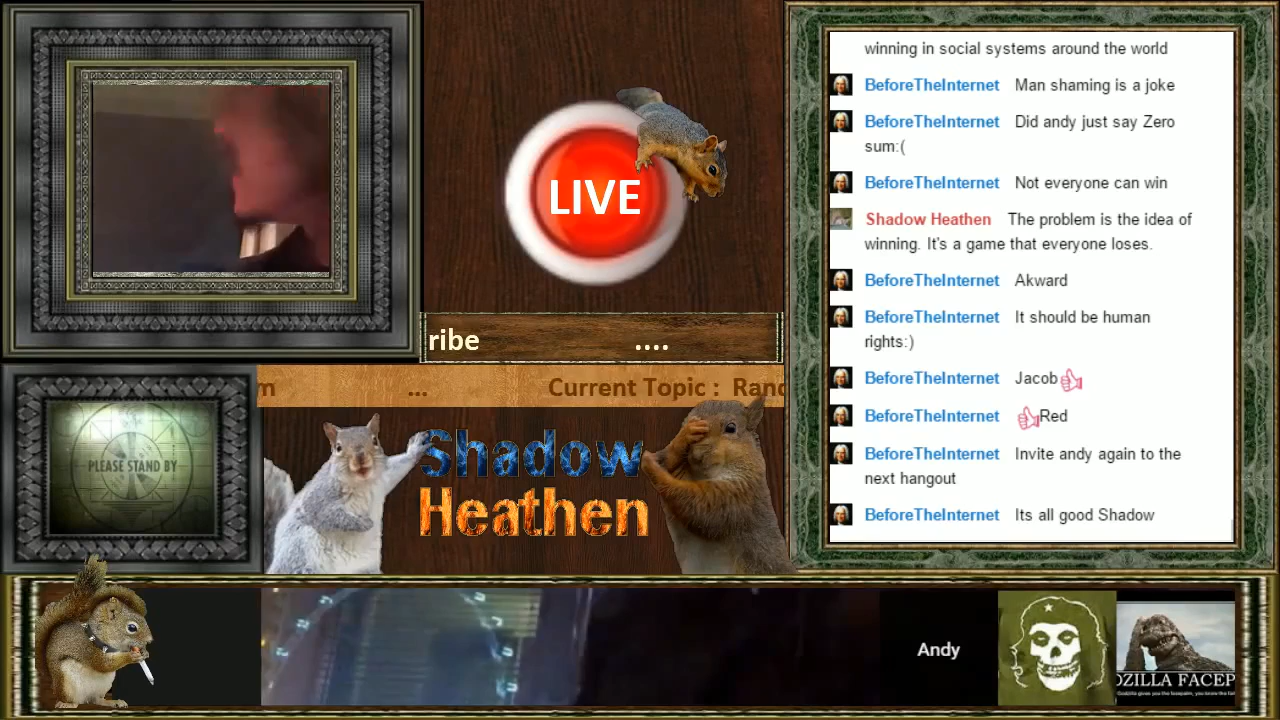 LIVE
ribe ....
m ... Current Topic : Rand
PLEASE STAND BY
Shadow
Heathen
winning in social systems around the world
BeforeTheInternet Man shaming is a joke
BeforeTheInternet Did andy just say Zero
sum:(
BeforeTheInternet Not everyone can win
Shadow Heathen The problem is the idea of
winning. It's a game that everyone loses.
BeforeTheInternet Akward
BeforeTheInternet It should be human
rights:)
BeforeTheInternet Jacob
BeforeTheInternet Red
BeforeTheInternet Invite andy again to the
next hangout
BeforeTheInternet Its all good Shadow
Andy
OZILLA FACEP